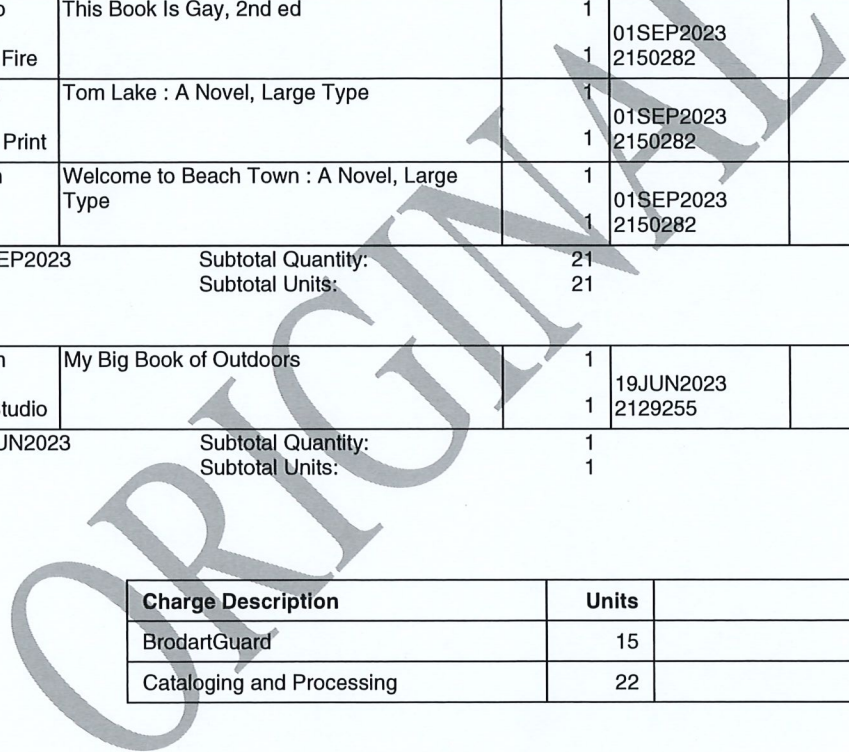 This Book Is Gay, 2nd ed 1
01SEP2023
Fire 1 2150282
Tom Lake : A Novel, Large Type 1
01SEP2023
Print 1 2150282
Welcome to Beach Town : A Novel, Large 1
Type 01SEP2023
1 2150282
EP2023 Subtotal Quantity: 21
Subtotal Units: 21
My Big Book of Outdoors 1
19JUN2023
Studio 1 2129255
UN2023 Subtotal Quantity: 1
Subtotal Units: 1
Charge Description Units
BrodartGuard 15
Cataloging and Processing 22
ORIGINAL